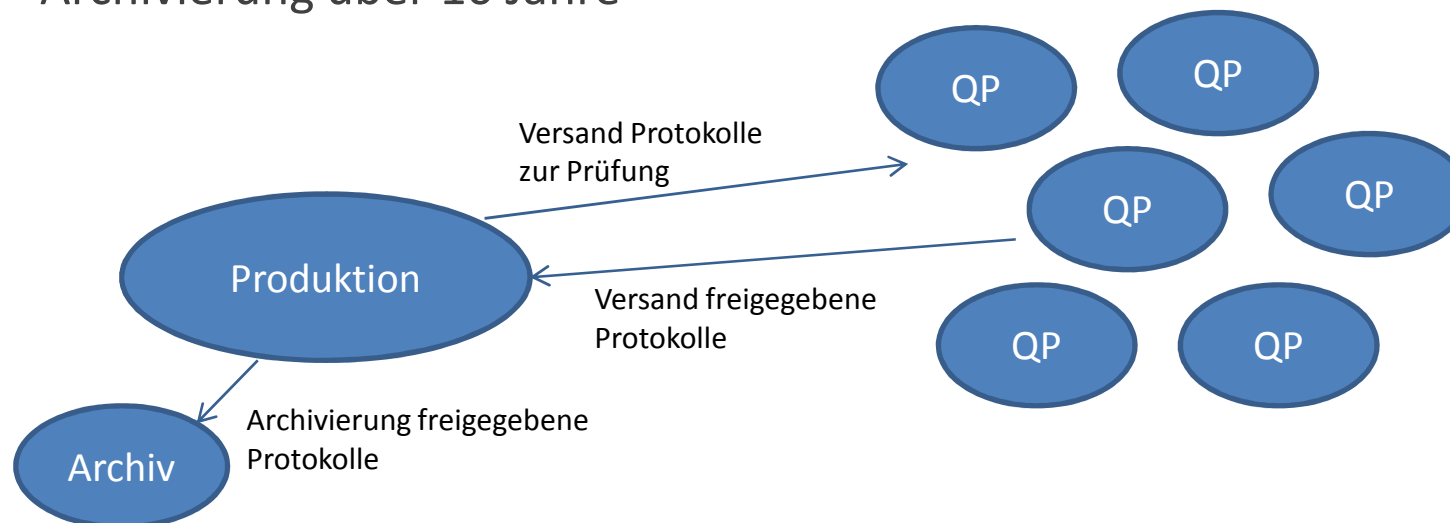 QP
QP
Versand Protokolle
zur Prüfung
QP
QP
Produktion
Versand freigegebene
Protokolle
QP
QP
Archivierung freigegebene
Protokolle
Archiv